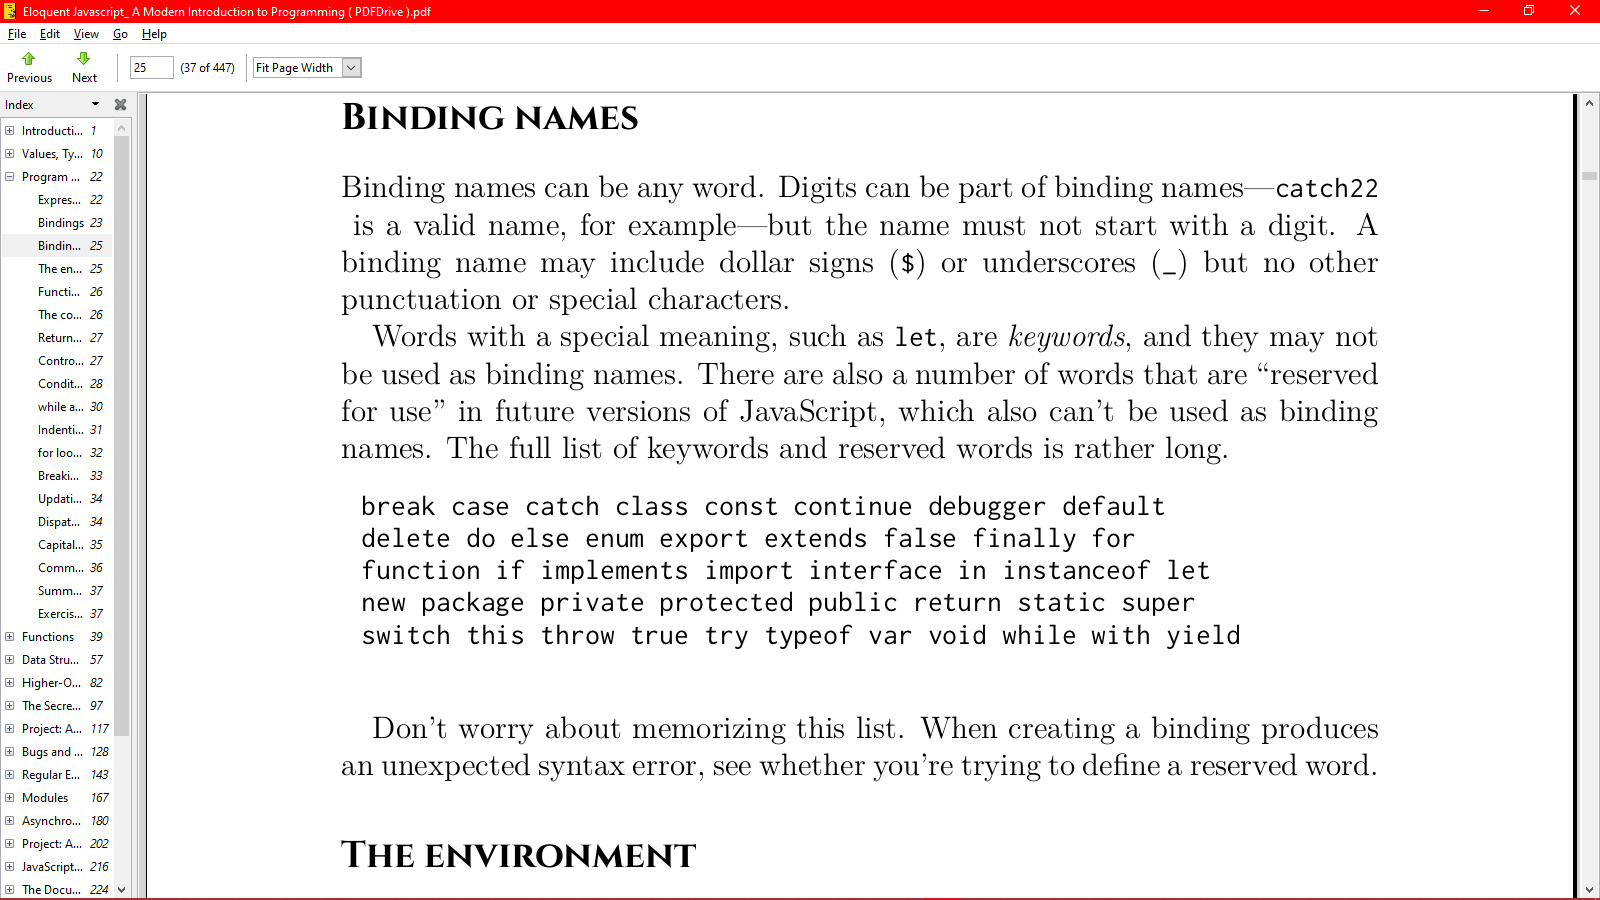 Eloquent Javascript_ A Modern Introduction to Programming ( PDFDrive ).pdf
File Edit View Go Help
Previous Next 25 (37 of 447) Fit Page Width
Index
Introducti... 1
Values, Ty... 10
Program ... 22
Expres... 22
Bindings 23
Bindin... 25
The en... 25
Functi... 26
The co... 26
Return... 27
Contro... 27
Condit... 28
while a... 30
Indenti... 31
for loo... 32
Breaki... 33
Updati... 34
Dispat... 34
Capital... 35
Comm... 36
Summ... 37
Exercis... 37
Functions 39
Data Stru... 57
Higher-O... 82
The Secre... 97
Project: A... 117
Bugs and ... 128
Regular E... 143
Modules 167
Asynchro... 180
Project: A... 202
JavaScript... 216
The Docu... 224
BINDING NAMES
Binding names can be any word. Digits can be part of binding names—catch22
is a valid name, for example—but the name must not start with a digit. A
binding name may include dollar signs ($) or underscores (_) but no other
punctuation or special characters.
Words with a special meaning, such as let, are keywords, and they may not
be used as binding names. There are also a number of words that are “reserved
for use” in future versions of JavaScript, which also can’t be used as binding
names. The full list of keywords and reserved words is rather long.
break case catch class const continue debugger default
delete do else enum export extends false finally for
function if implements import interface in instanceof let
new package private protected public return static super
switch this throw true try typeof var void while with yield
Don’t worry about memorizing this list. When creating a binding produces
an unexpected syntax error, see whether you’re trying to define a reserved word.
THE ENVIRONMENT